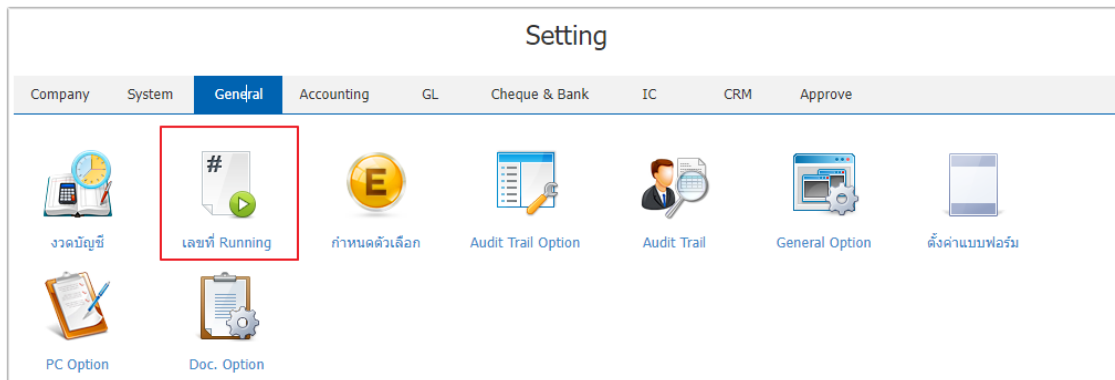 Setting
Company System General Accounting GL Cheque & Bank IC CRM Approve
#
E
งวดบัญชี เลขที่ Running กำหนดตัวเลือก Audit Trail Option Audit Trail General Option ตั้งค่าแบบฟอร์ม
PC Option Doc. Option